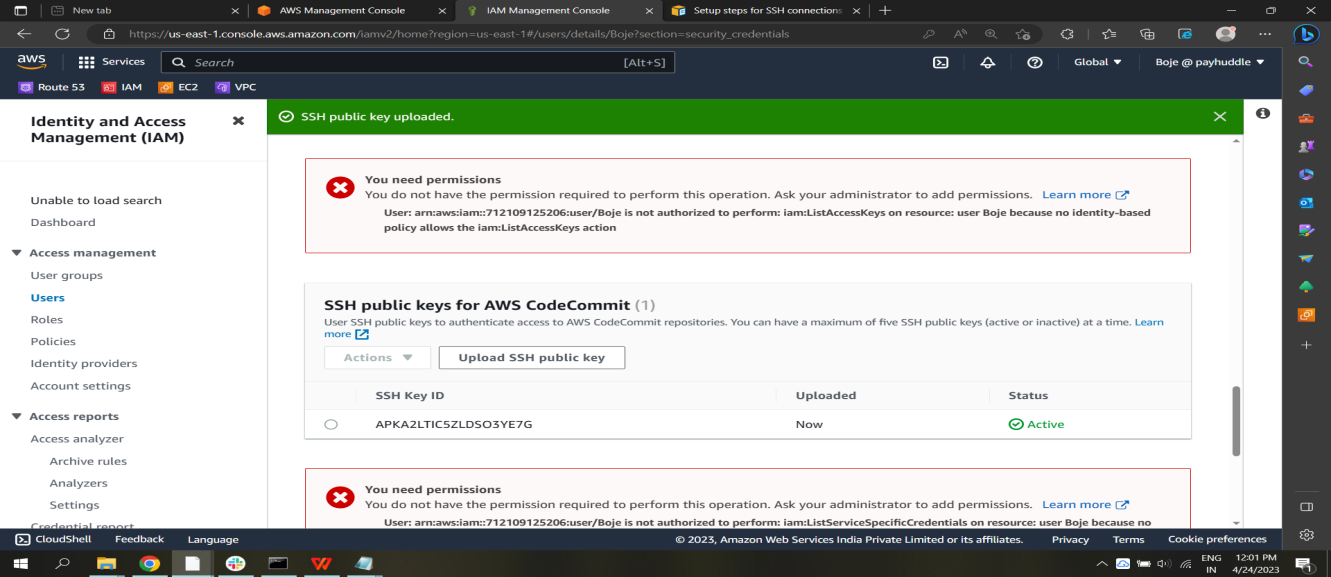 New tab
AWS Management Console
IAM Management Console
Setup steps for SSH connections
https://us-east-1.console.aws.amazon.com/iamv2/home?region=us-east-1#/users/details/Boje?section=security_credentials
aws
Services
Search
[Alt+S]
Global
Boje @ payhuddle
Route 53
IAM
EC2
VPC
Identity and Access
Management (IAM)
SSH public key uploaded.
Unable to load search
Dashboard
Access management
User groups
Users
Roles
Policies
Identity providers
Account settings
Access reports
Access analyzer
Archive rules
Analyzers
Settings
Credential report
You need permissions
You do not have the permission required to perform this operation. Ask your administrator to add permissions. Learn more
User: arn:aws:iam::712109125206:user/Boje is not authorized to perform: iam:ListAccessKeys on resource: user Boje because no identity-based
policy allows the iam:ListAccessKeys action
SSH public keys for AWS CodeCommit (1)
User SSH public keys to authenticate access to AWS CodeCommit repositories. You can have a maximum of five SSH public keys (active or inactive) at a time. Learn
more
Actions
Upload SSH public key
SSH Key ID
Uploaded
Status
APKA2LTIC5ZLDSO3YE7G
Now
Active
You need permissions
You do not have the permission required to perform this operation. Ask your administrator to add permissions. Learn more
User: arn:aws:iam::712109125206:user/Boje is not authorized to perform: iam:ListServiceSpecificCredentials on resource: user Boje because no
CloudShell
Feedback
Language
© 2023, Amazon Web Services India Private Limited or its affiliates.
Privacy
Terms
Cookie preferences
ENG
IN
12:01 PM
4/24/2023
1